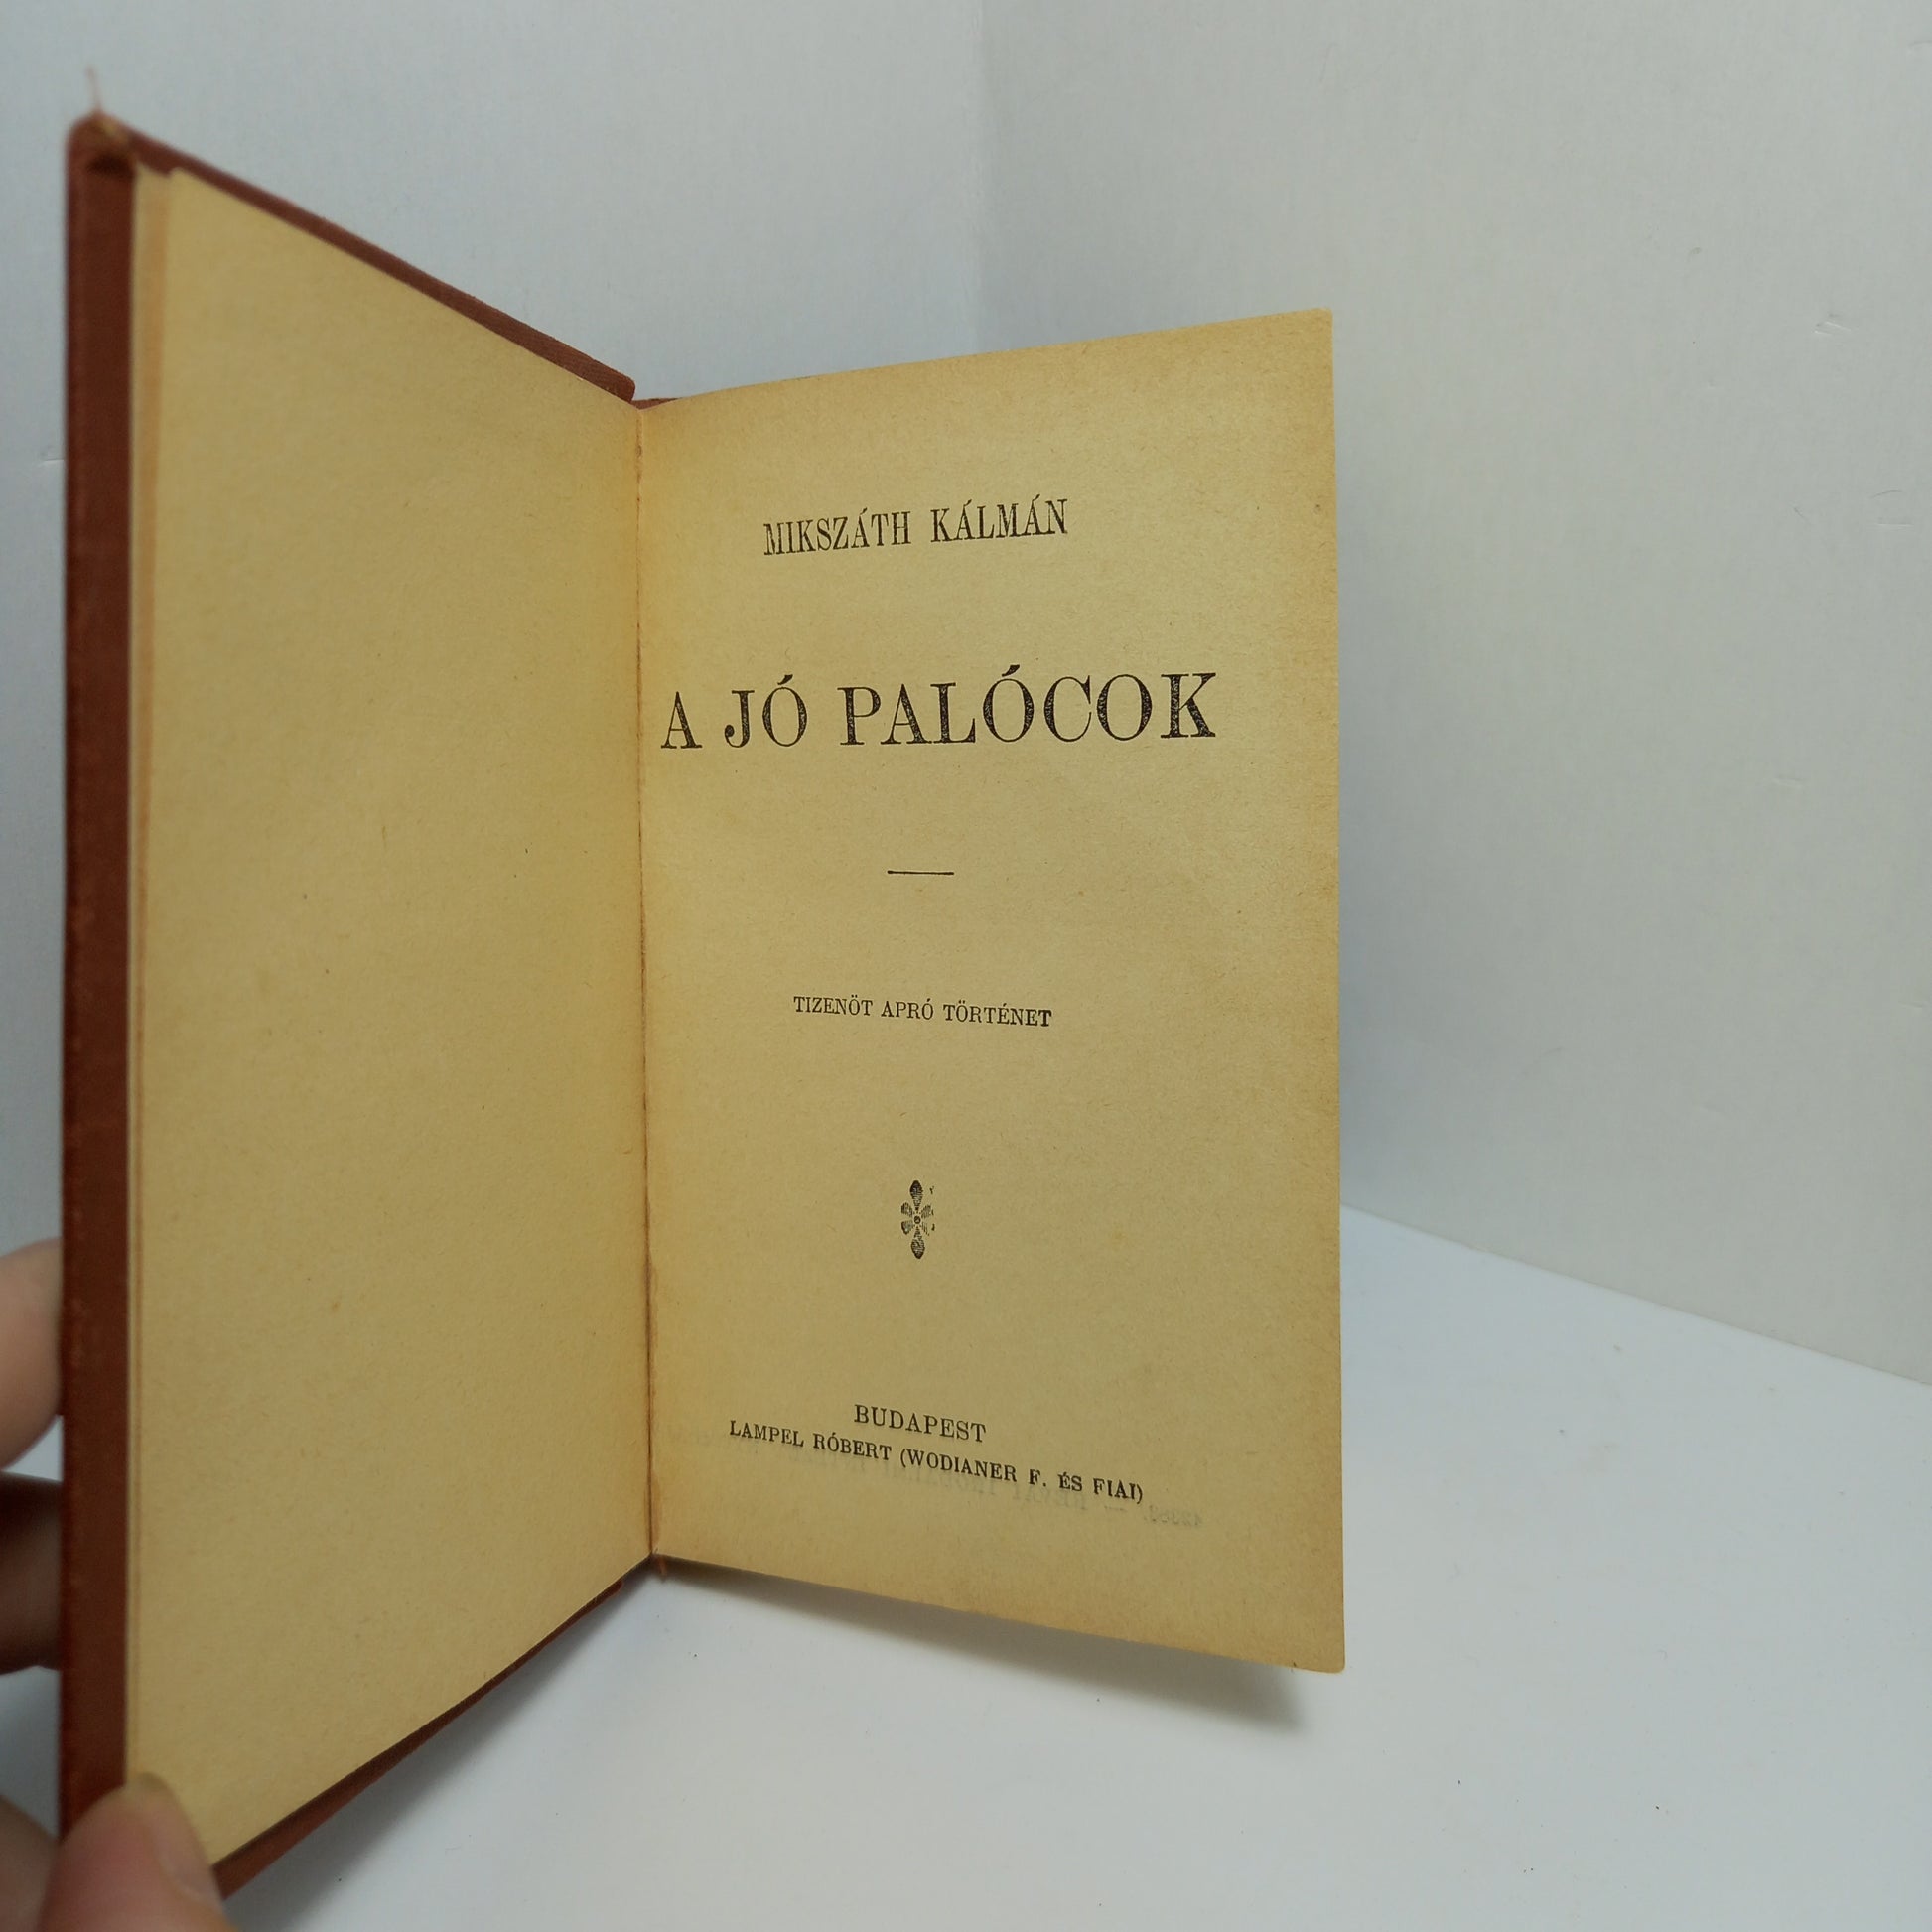 MIKSZÁTH KÁLMÁN
A JÓ PALÓCOK
TIZENÖT APRÓ TÖRTÉNET
BUDAPEST
LAMPEL RÓBERT (WODIANER F. ÉS FIAI)